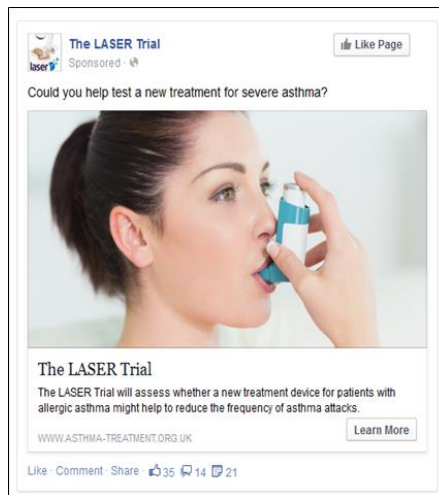 The LASER Trial
Like Page
laser
Sponsored ·
Could you help test a new treatment for severe asthma?
The LASER Trial
The LASER Trial will assess whether a new treatment device for patients with
allergic asthma might help to reduce the frequency of asthma attacks.
Learn More
WWW.ASTHMA-TREATMENT.ORG.UK
Like · Comment · Share · 35 14 21